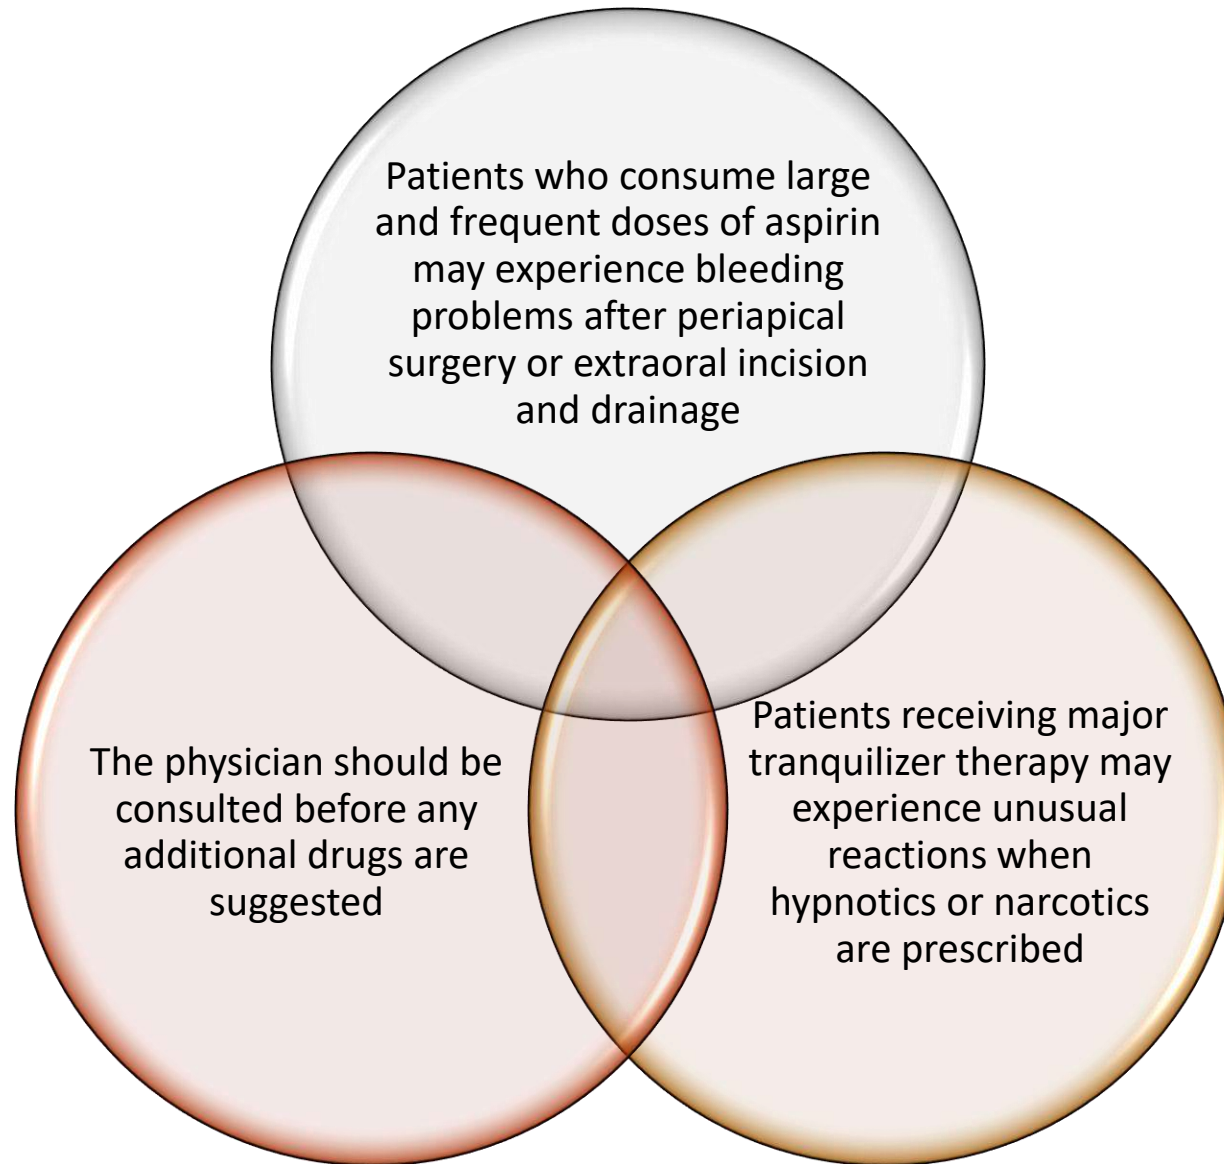 Patients who consume large
and frequent doses of aspirin
may experience bleeding
problems after periapical
surgery or extraoral incision
and drainage
Patients receiving major
tranquilizer therapy may
experience unusual
reactions when
hypnotics or narcotics
are prescribed
The physician should be
consulted before any
additional drugs are
suggested